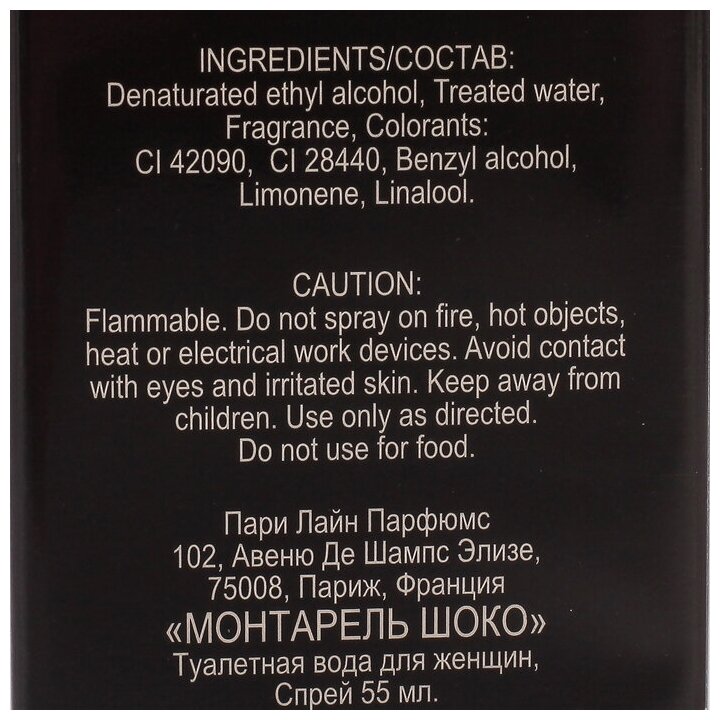 INGREDIENTS/СОСТАВ:
Denaturated ethyl alcohol, Treated water,
Fragrance, Colorants:
CI 42090, CI 28440, Benzyl alcohol,
Limonene, Linalool.
CAUTION:
Flammable. Do not spray on fire, hot objects,
heat or electrical work devices. Avoid contact
with eyes and irritated skin. Keep away from
children. Use only as directed.
Do not use for food.
Пари Лайн Парфюмс
102, Авеню Де Шампс Элизе,
75008, Париж, Франция
«МОНТАРЕЛЬ ШОКО»
Туалетная вода для женщин,
Спрей 55 мл.